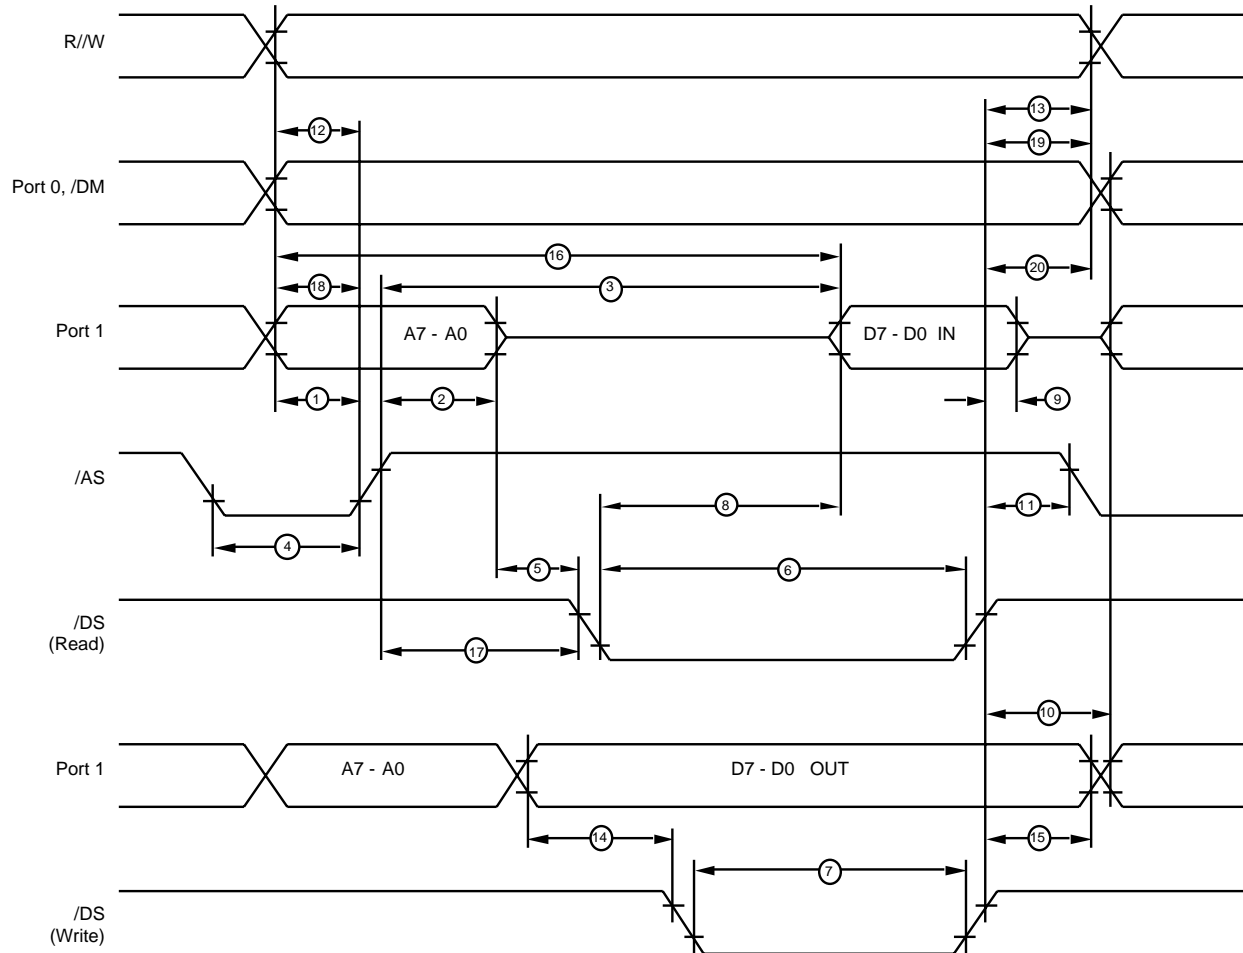 R//W
13
12
19
Port 0, /DM
16
20
18
3
Port 1
A7 - A0
D7 - D0 IN
1
2
9
/AS
8
11
4
5
6
/DS
(Read)
17
10
Port 1
A7 - A0
D7 - D0 OUT
14
15
7
/DS
(Write)